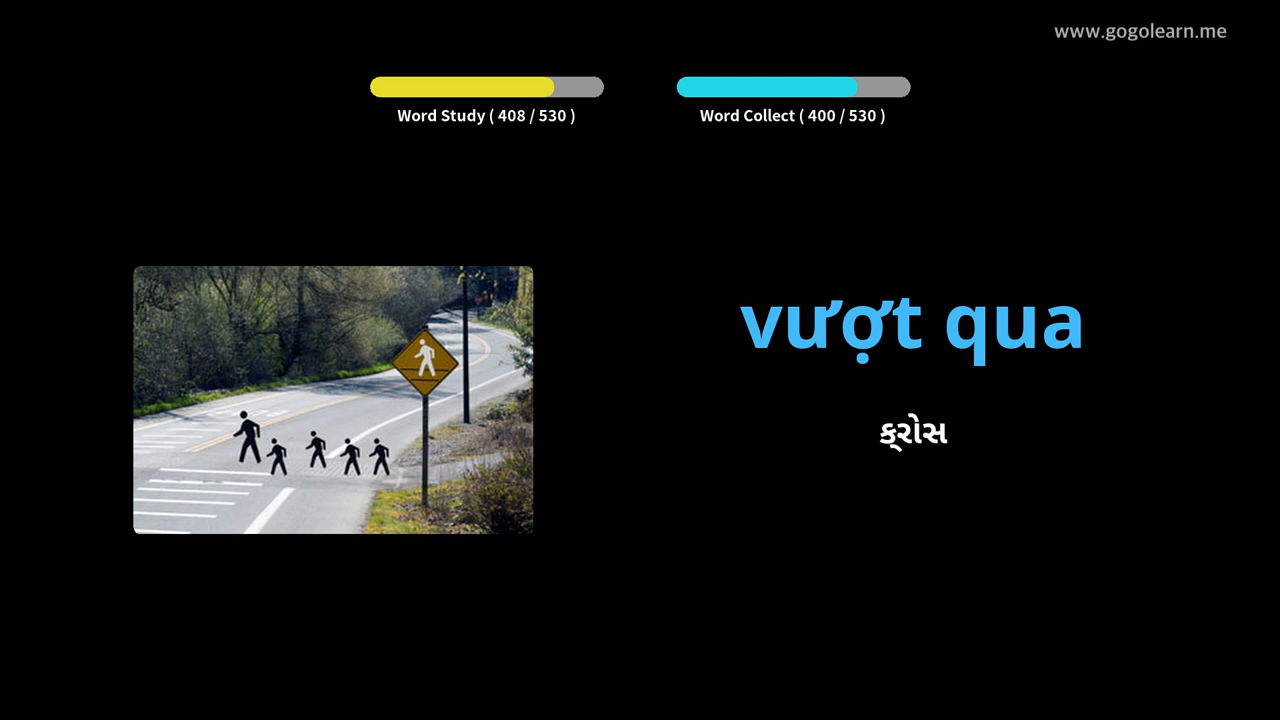 www.gogolearn.me
Word Study ( 408 / 530 )
Word Collect ( 400 / 530 )
vượt qua
ક્રોસ